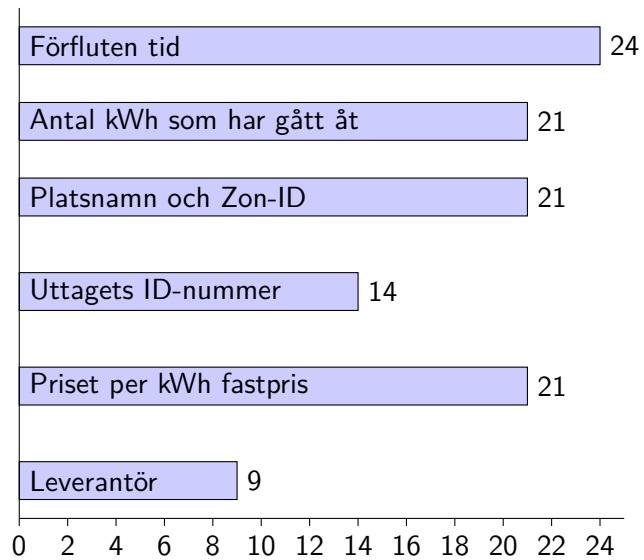 Förfluten tid 24
Antal kWh som har gått åt 21
Platsnamn och Zon-ID 21
Uttagets ID-nummer 14
Priset per kWh fastpris 21
Leverantör 9
0 2 4 6 8 10 12 14 16 18 20 22 24